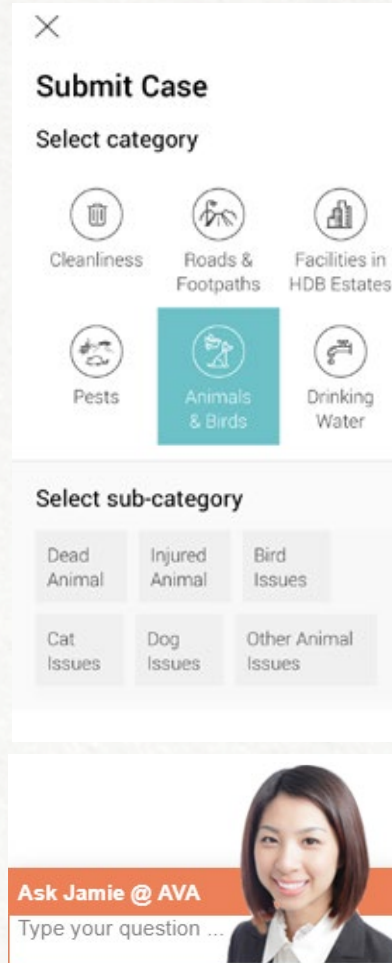 Submit Case
Select category
Cleanliness
Roads &
Footpaths
Facilities in
HDB Estates
Pests
Animals
& Birds
Drinking
Water
Select sub-category
Dead
Animal
Injured
Animal
Bird
Issues
Cat
Issues
Dog
Issues
Other Animal
Issues
Ask Jamie @ AVA
Type your question ...